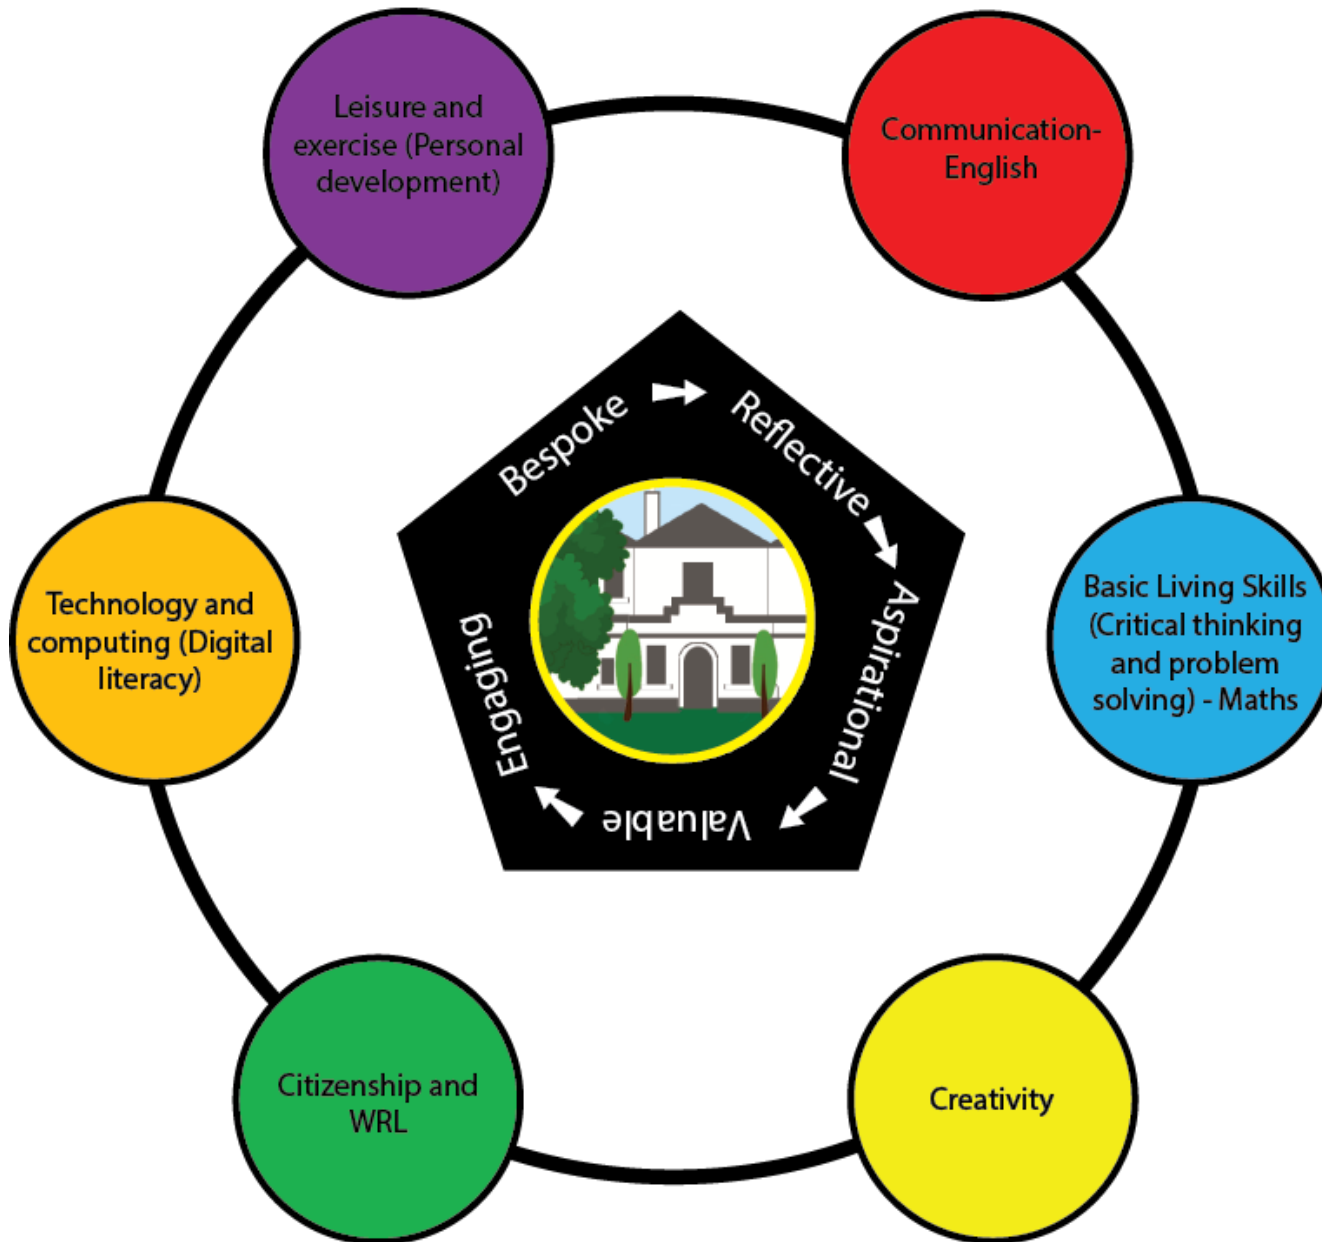 Leisure and
exercise (Personal
development)
Communication-
English
Bespoke
Reflective
Aspirational
Valuable
Engaging
Technology and
computing (Digital
literacy)
Basic Living Skills
(Critical thinking
and problem
solving) - Maths
Citizenship and
WRL
Creativity